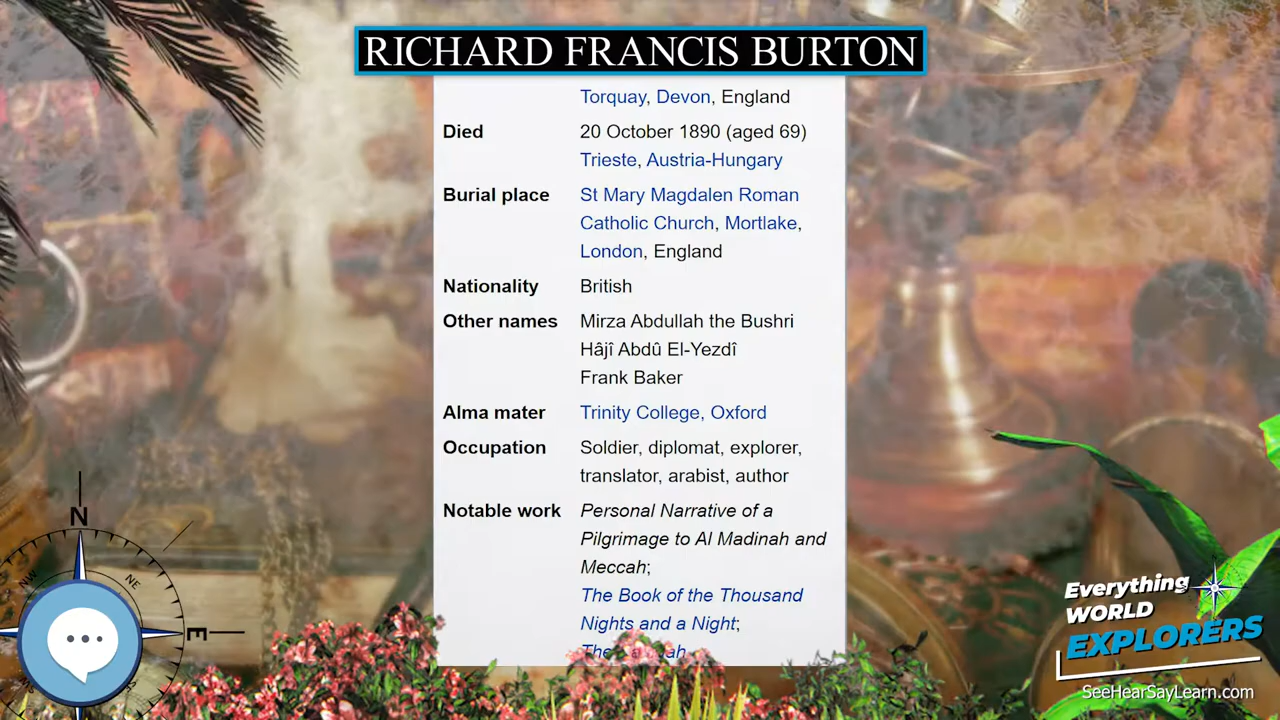 RICHARD FRANCIS BURTON
Torquay, Devon, England
Died 20 October 1890 (aged 69)
Trieste, Austria-Hungary
Burial place St Mary Magdalen Roman
Catholic Church, Mortlake,
London, England
Nationality British
Other names Mirza Abdullah the Bushri
Hâjî Abdû El-Yezdî
Frank Baker
Alma mater Trinity College, Oxford
Occupation Soldier, diplomat, explorer,
translator, arabist, author
Notable work Personal Narrative of a
Pilgrimage to Al Madinah and
Meccah;
The Book of the Thousand
Nights and a Night;
The
N
NW
NE
E
Everything
WORLD
EXPLORERS
SeeHearSayLearn.com